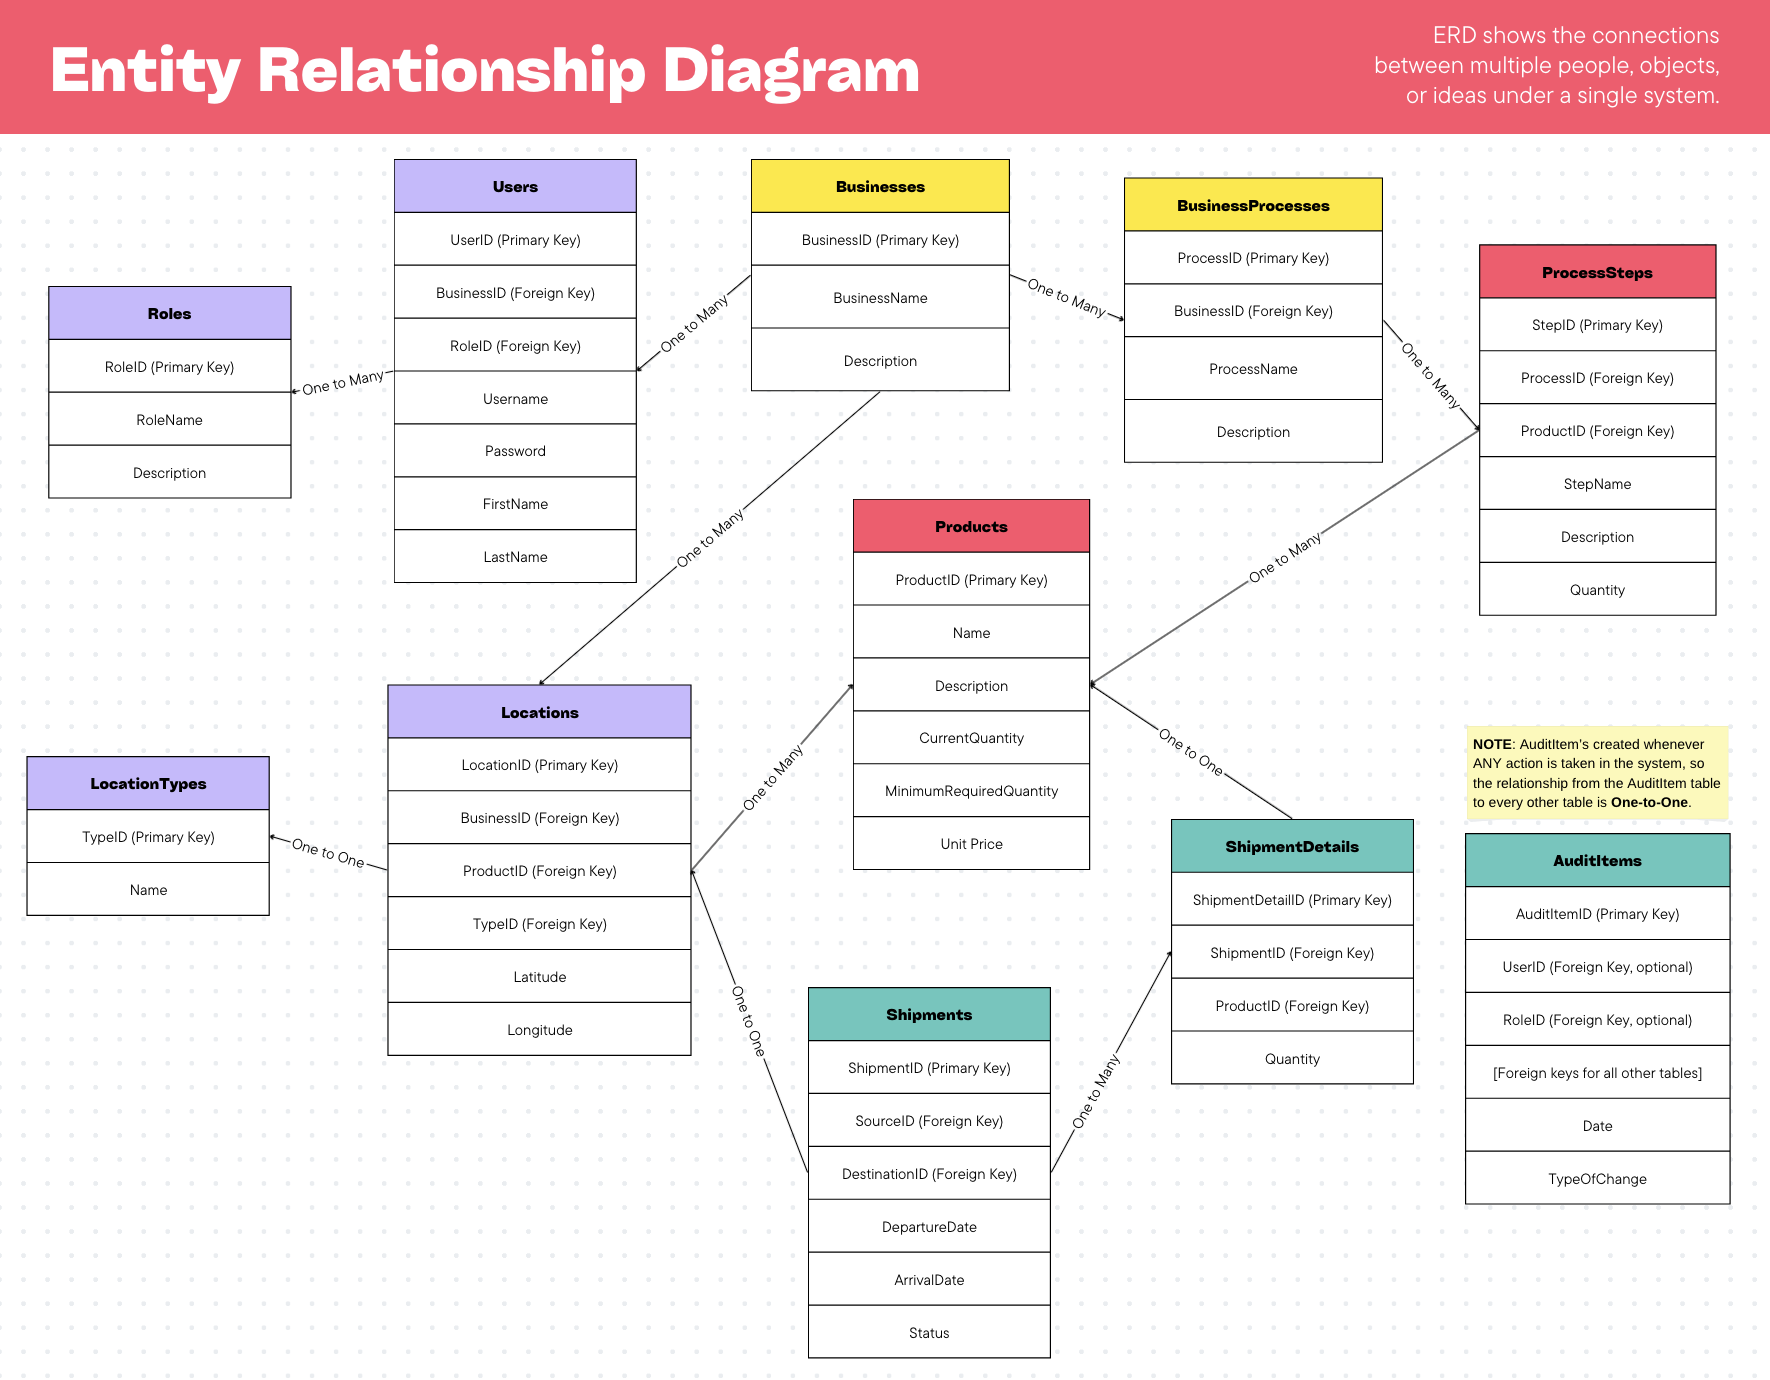 Entity Relationship Diagram
ERD shows the connections
between multiple people, objects,
or ideas under a single system.
Users
UserID (Primary Key)
BusinessID (Foreign Key)
RoleID (Foreign Key)
Username
Password
FirstName
LastName
Businesses
BusinessID (Primary Key)
BusinessName
Description
BusinessProcesses
ProcessID (Primary Key)
BusinessID (Foreign Key)
ProcessName
Description
ProcessSteps
StepID (Primary Key)
ProcessID (Foreign Key)
ProductID (Foreign Key)
StepName
Description
Quantity
Roles
RoleID (Primary Key)
RoleName
Description
One to Many
One to Many
One to Many
One to Many
One to Many
One to Many
Products
ProductID (Primary Key)
Name
Description
CurrentQuantity
MinimumRequiredQuantity
Unit Price
Locations
LocationID (Primary Key)
BusinessID (Foreign Key)
ProductID (Foreign Key)
TypeID (Foreign Key)
Latitude
Longitude
LocationTypes
TypeID (Primary Key)
Name
One to One
One to Many
One to One
One to One
One to Many
NOTE: AuditItem's created whenever
ANY action is taken in the system, so
the relationship from the AuditItem table
to every other table is One-to-One.
ShipmentDetails
ShipmentDetailID (Primary Key)
ShipmentID (Foreign Key)
ProductID (Foreign Key)
Quantity
AuditItems
AuditItemID (Primary Key)
UserID (Foreign Key, optional)
RoleID (Foreign Key, optional)
[Foreign keys for all other tables]
Date
TypeOfChange
Shipments
ShipmentID (Primary Key)
SourceID (Foreign Key)
DestinationID (Foreign Key)
DepartureDate
ArrivalDate
Status